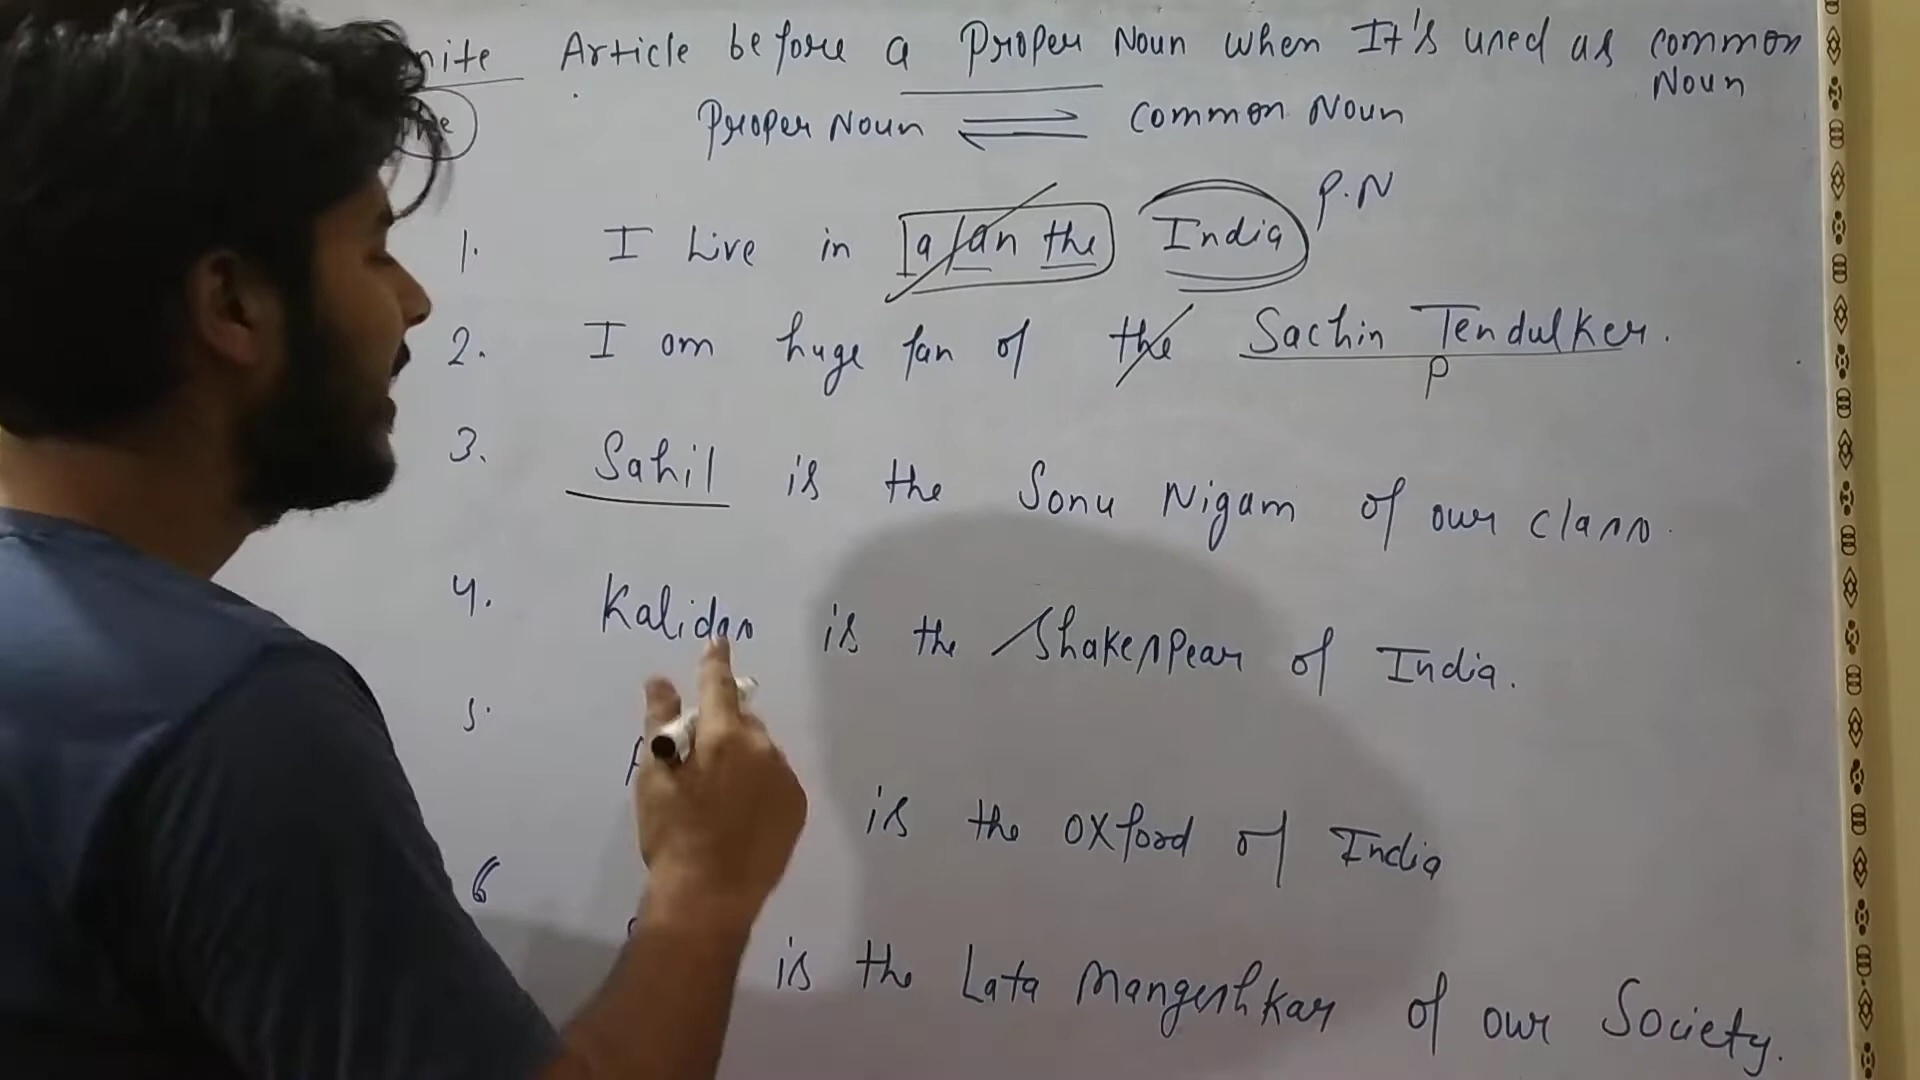 Article before a Proper Noun when It's used as common
Noun
the
Proper Noun ⇌ Common Noun
1. I Live in a/an the India P.N
2. I am huge fan of the Sachin Tendulker.
P
3. Sahil is the Sonu Nigam of our class.
4. Kalidas is the Shakespear of India.
5. is the Oxford of India
6 is the Lata Mangeshkar of our Society.